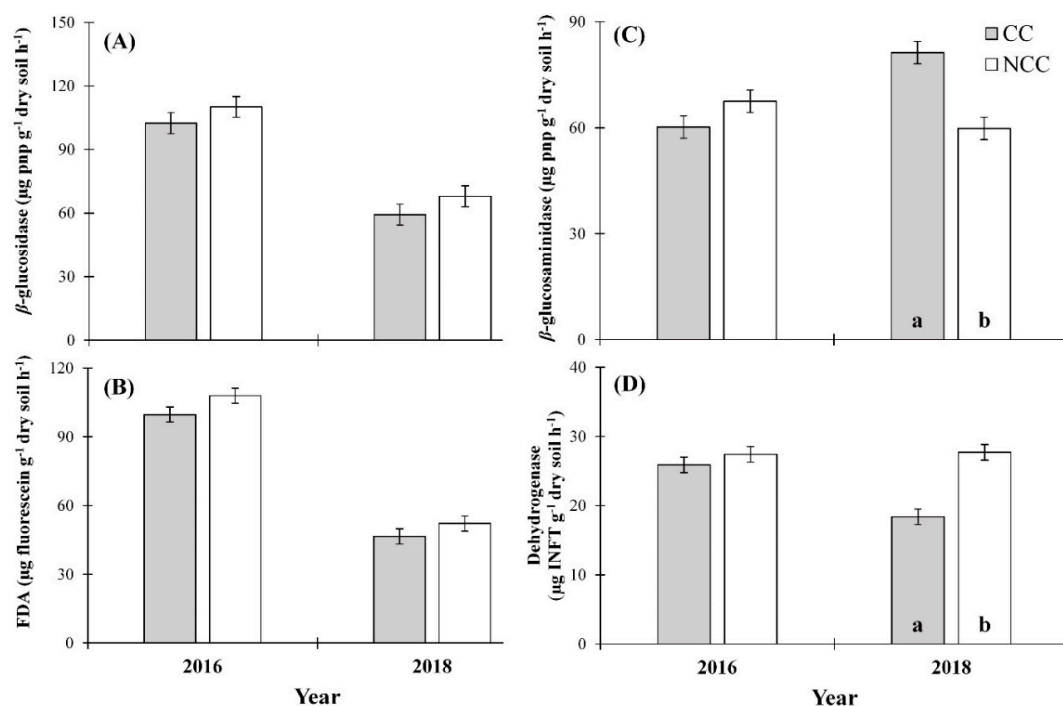 (A)
β-glucosidase (µg pnp g⁻¹ dry soil h⁻¹)
150
120
90
60
30
0
(C)
β-glucosaminidase (µg pnp g⁻¹ dry soil h⁻¹)
90
60
30
0
CC
NCC
a
b
(B)
FDA (µg fluorescein g⁻¹ dry soil h⁻¹)
120
90
60
30
0
2016
2018
Year
(D)
Dehydrogenase
(µg INFT g⁻¹ dry soil h⁻¹)
40
30
20
10
0
a
b
2016
2018
Year